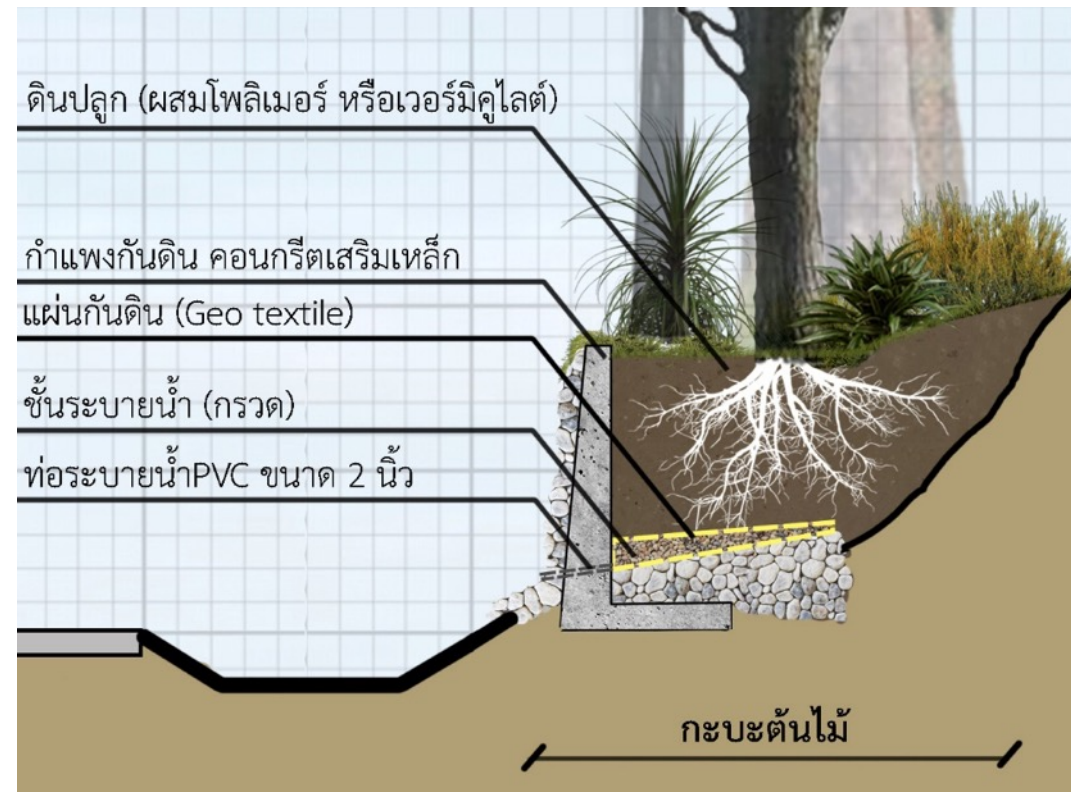 ดินปลูก (ผสมโพลิเมอร์ หรือเวอร์มิคูไลต์)
กำแพงกันดิน คอนกรีตเสริมเหล็ก
แผ่นกันดิน (Geo textile)
ชั้นระบายน้ำ (กรวด)
ท่อระบายน้ำPVC ขนาด 2 นิ้ว
กะบะต้นไม้